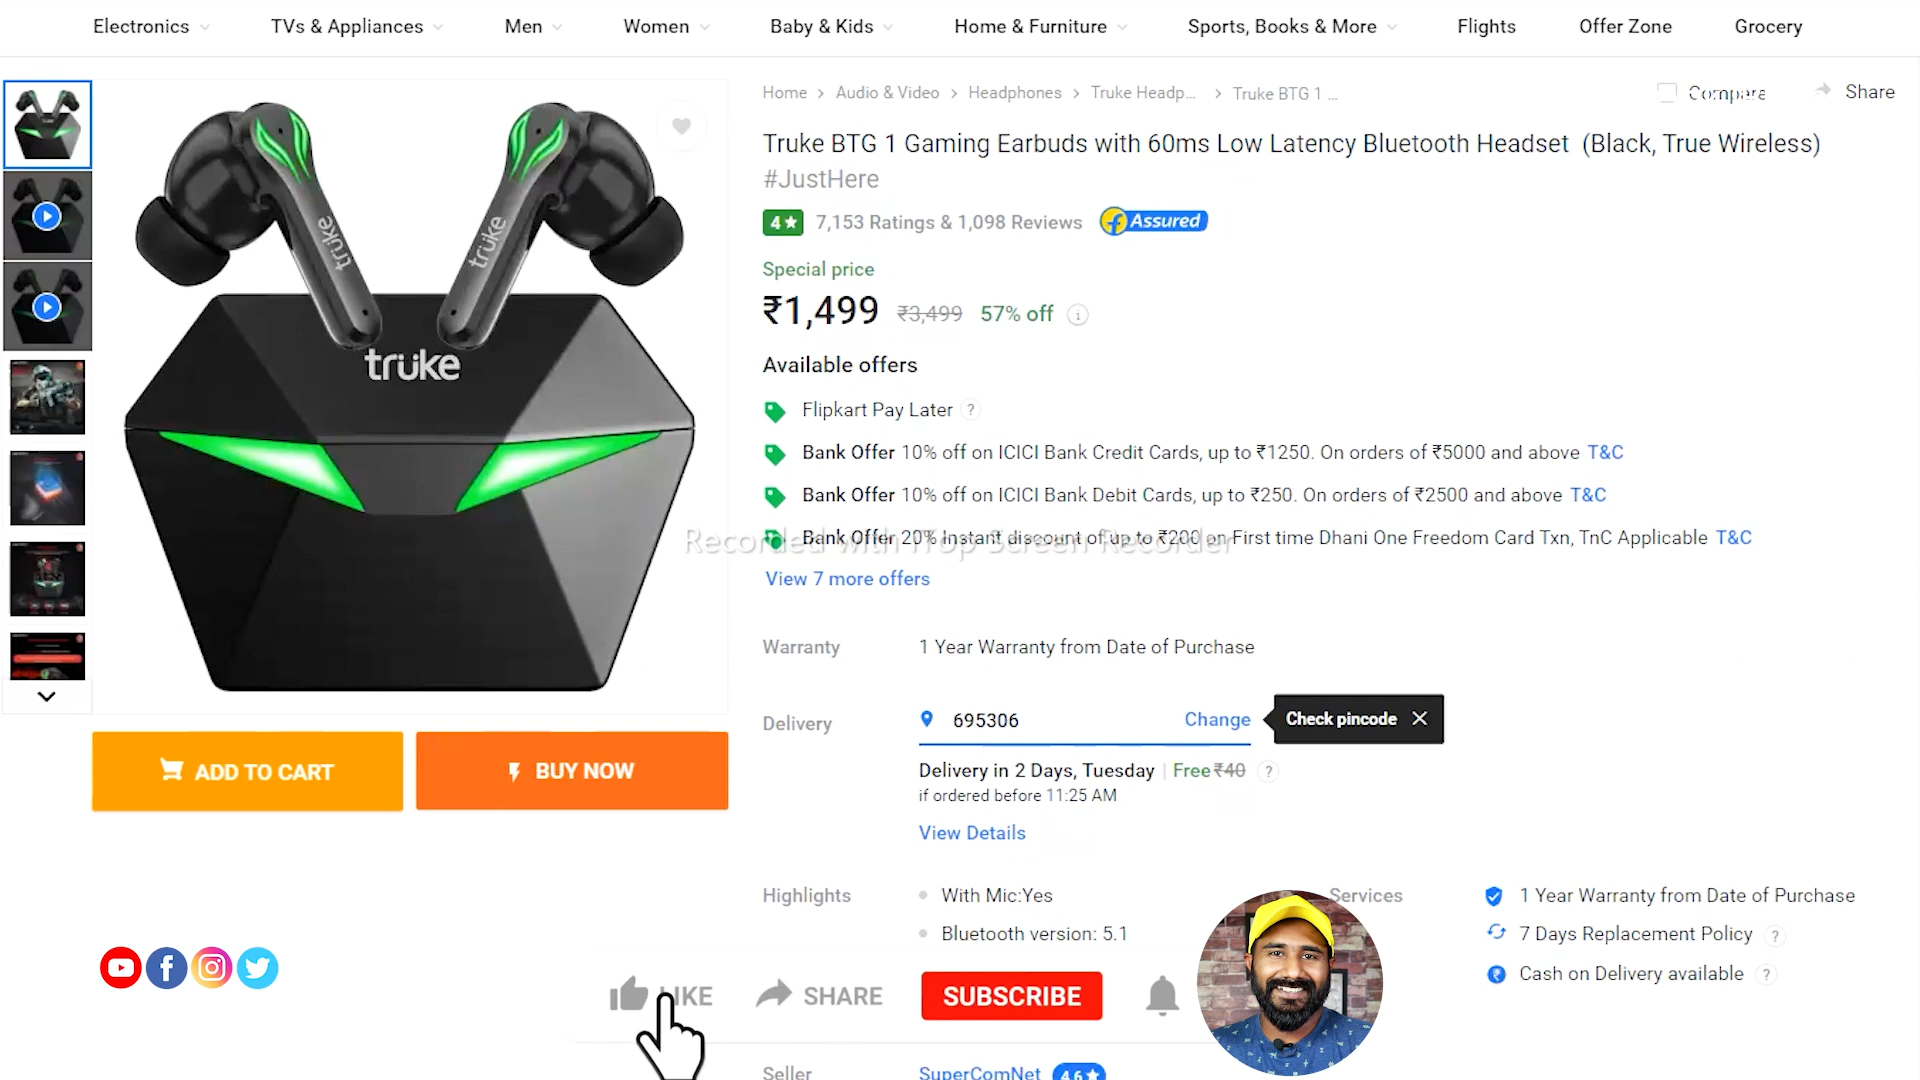 Electronics
TVs & Appliances
Men
Women
Baby & Kids
Home & Furniture
Sports, Books & More
Flights
Offer Zone
Grocery
Home > Audio & Video > Headphones > Truke Headp... > Truke BTG 1 ...
Compare
Share
Truke BTG 1 Gaming Earbuds with 60ms Low Latency Bluetooth Headset (Black, True Wireless)
#JustHere
4★ 7,153 Ratings & 1,098 Reviews
Assured
Special price
₹1,499 ₹3,499 57% off
Available offers
Flipkart Pay Later ?
Bank Offer 10% off on ICICI Bank Credit Cards, up to ₹1250. On orders of ₹5000 and above T&C
Bank Offer 10% off on ICICI Bank Debit Cards, up to ₹250. On orders of ₹2500 and above T&C
Bank Offer 20% Instant discount of up to ₹200 on First time Dhani One Freedom Card Txn, TnC Applicable T&C
Recorded with iTop Screen Recorder
View 7 more offers
Warranty
1 Year Warranty from Date of Purchase
Delivery
695306
Change
Check pincode
Delivery in 2 Days, Tuesday | Free ₹40 ?
if ordered before 11:25 AM
View Details
Highlights
With Mic:Yes
Bluetooth version: 5.1
Services
1 Year Warranty from Date of Purchase
7 Days Replacement Policy ?
Cash on Delivery available ?
Seller
SuperComNet 4.6★
truke
truke
truke
ADD TO CART
BUY NOW
LIKE
SHARE
SUBSCRIBE